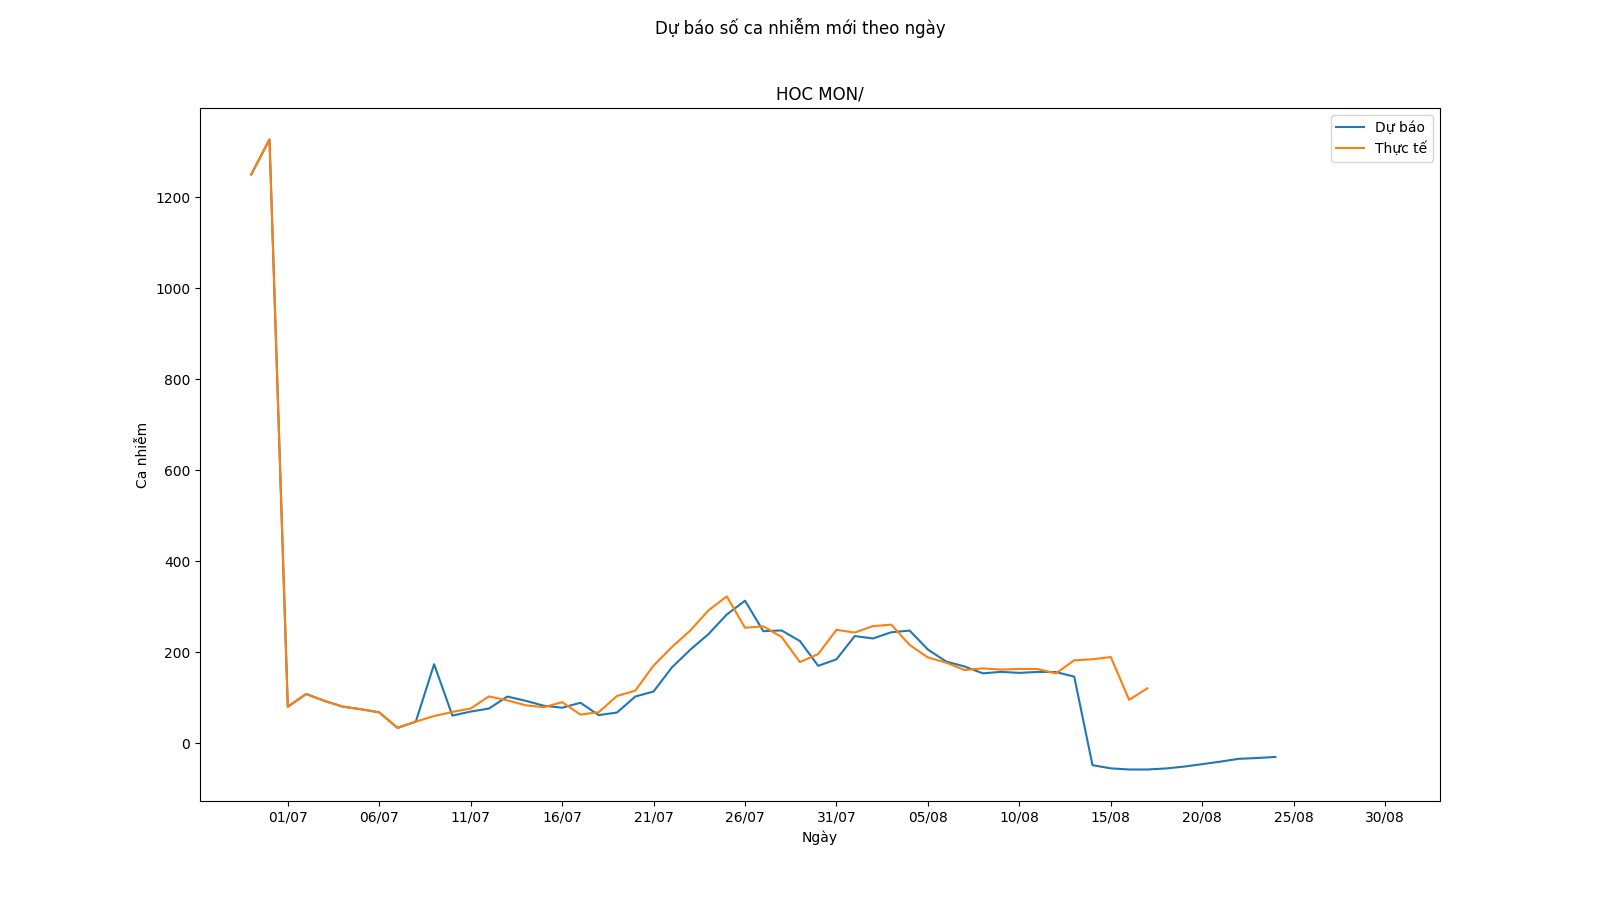 Dự báo số ca nhiễm mới theo ngày
HOC MON/
Dự báo
Thực tế
1200
1000
800
600
400
200
0
Ca nhiễm
01/07 06/07 11/07 16/07 21/07 26/07 31/07 05/08 10/08 15/08 20/08 25/08 30/08
Ngày